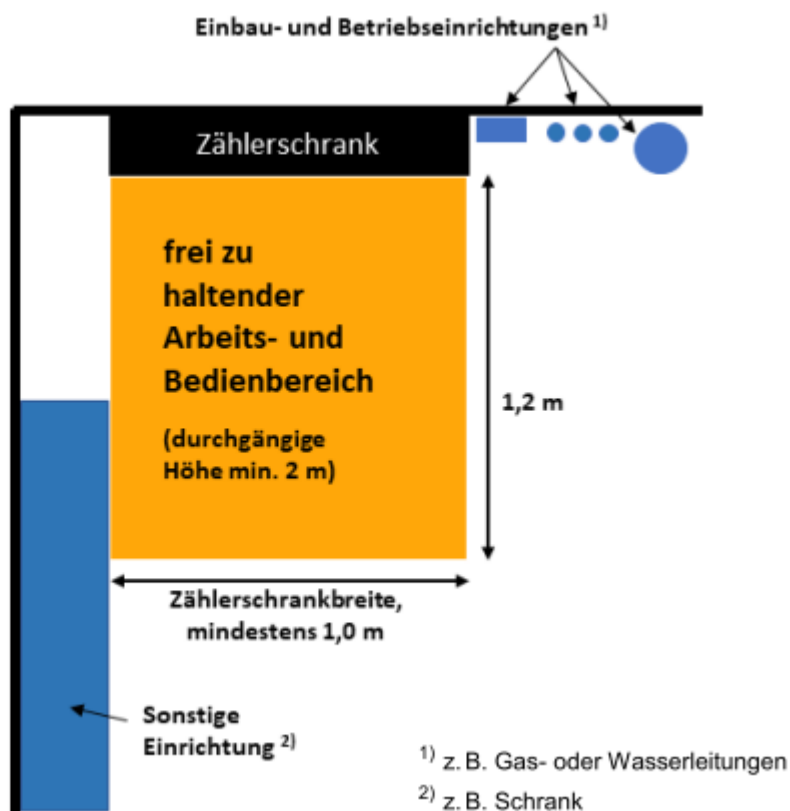 Einbau- und Betriebseinrichtungen ¹⁾
Zählerschrank
frei zu
haltender
Arbeits- und
Bedienbereich
(durchgängige
Höhe min. 2 m)
1,2 m
Zählerschrankbreite,
mindestens 1,0 m
Sonstige
Einrichtung ²⁾
¹⁾ z. B. Gas- oder Wasserleitungen
²⁾ z. B. Schrank